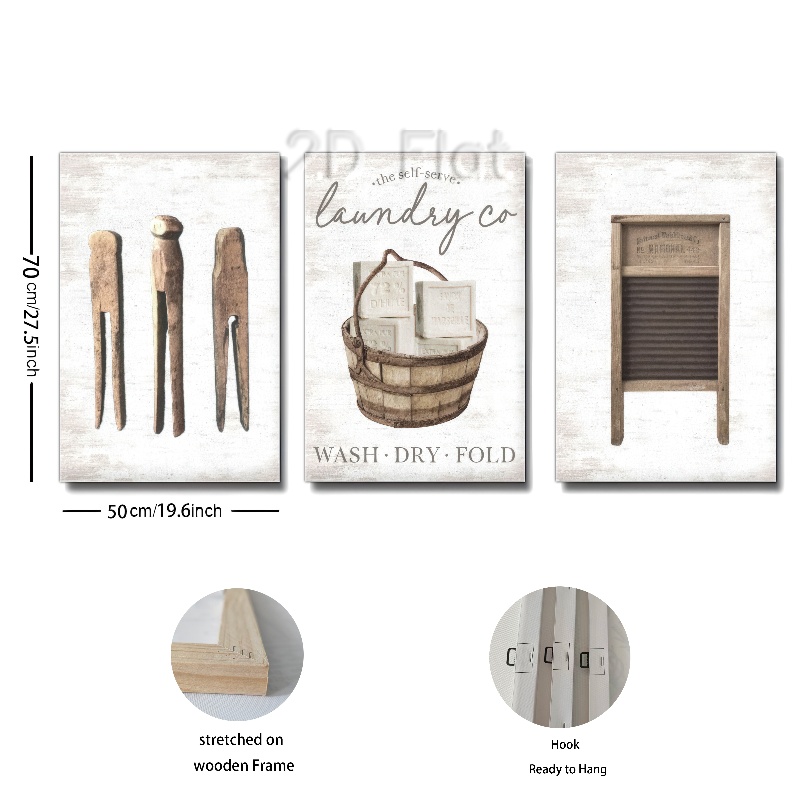 2D Flat
•the self-serve•
laundry co
WASH · DRY · FOLD
70 cm/27.5inch
50cm/19.6inch
stretched on
wooden Frame
Hook
Ready to Hang